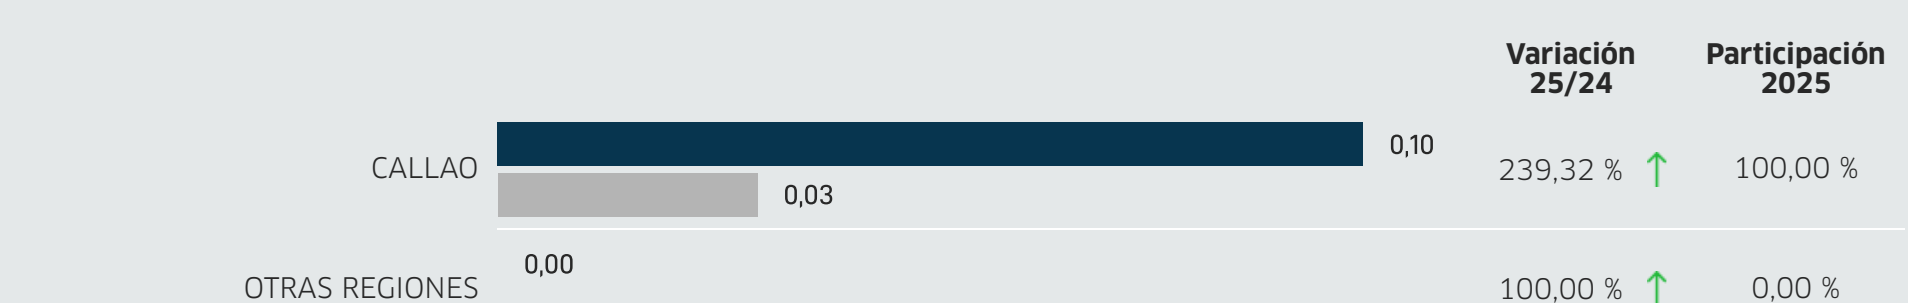 Variación Participación
25/24 2025
0,10
CALLAO 239,32 % 100,00 %
0,03
0,00
OTRAS REGIONES 100,00 % 0,00 %